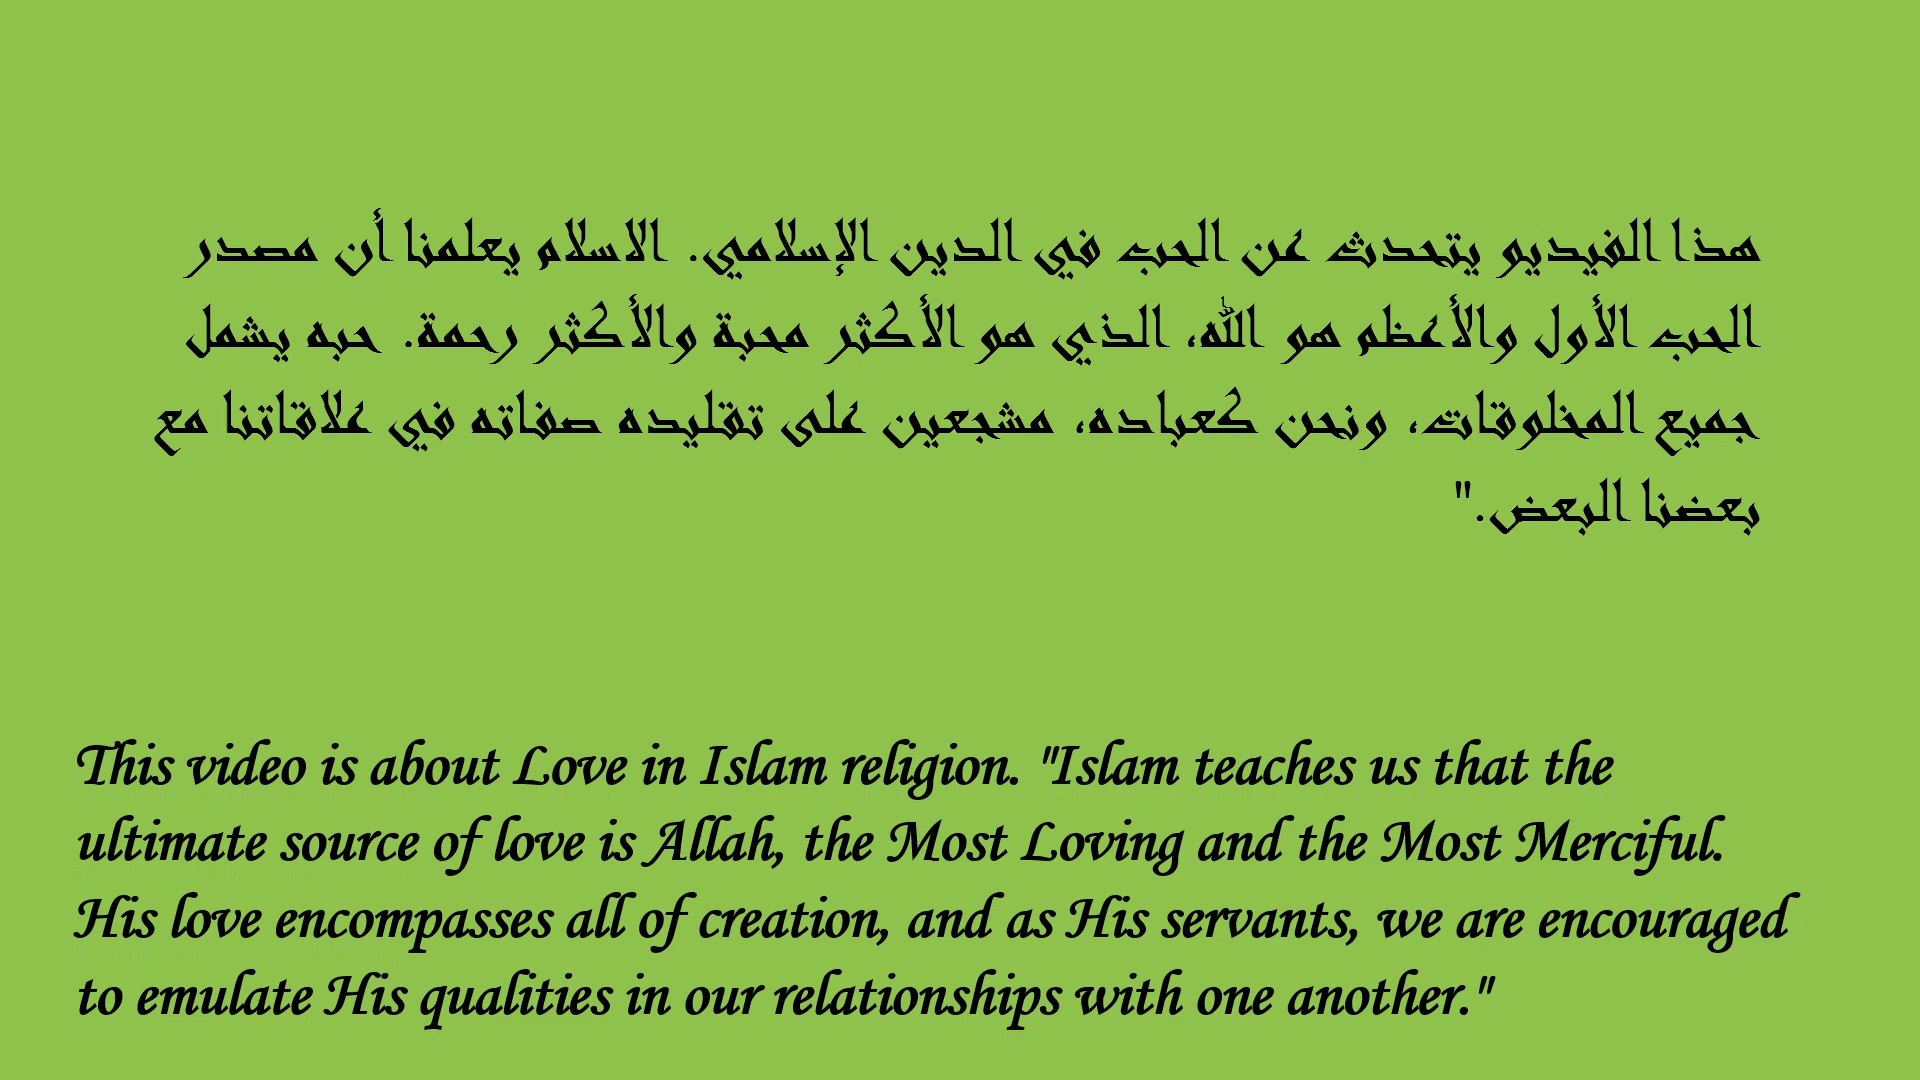 هذا الفيديو يتحدث عن الحب في الدين الإسلامي. الاسلام يعلمنا أن مصدر
الحب الأول والأعظم هو الله، الذي هو الأكثر محبة والأكثر رحمة. حبه يشمل
جميع المخلوقات، ونحن كعباده، مشجعين على تقليده صفاته في علاقاتنا مع
بعضنا البعض."
This video is about Love in Islam religion. "Islam teaches us that the
ultimate source of love is Allah, the Most Loving and the Most Merciful.
His love encompasses all of creation, and as His servants, we are encouraged
to emulate His qualities in our relationships with one another."